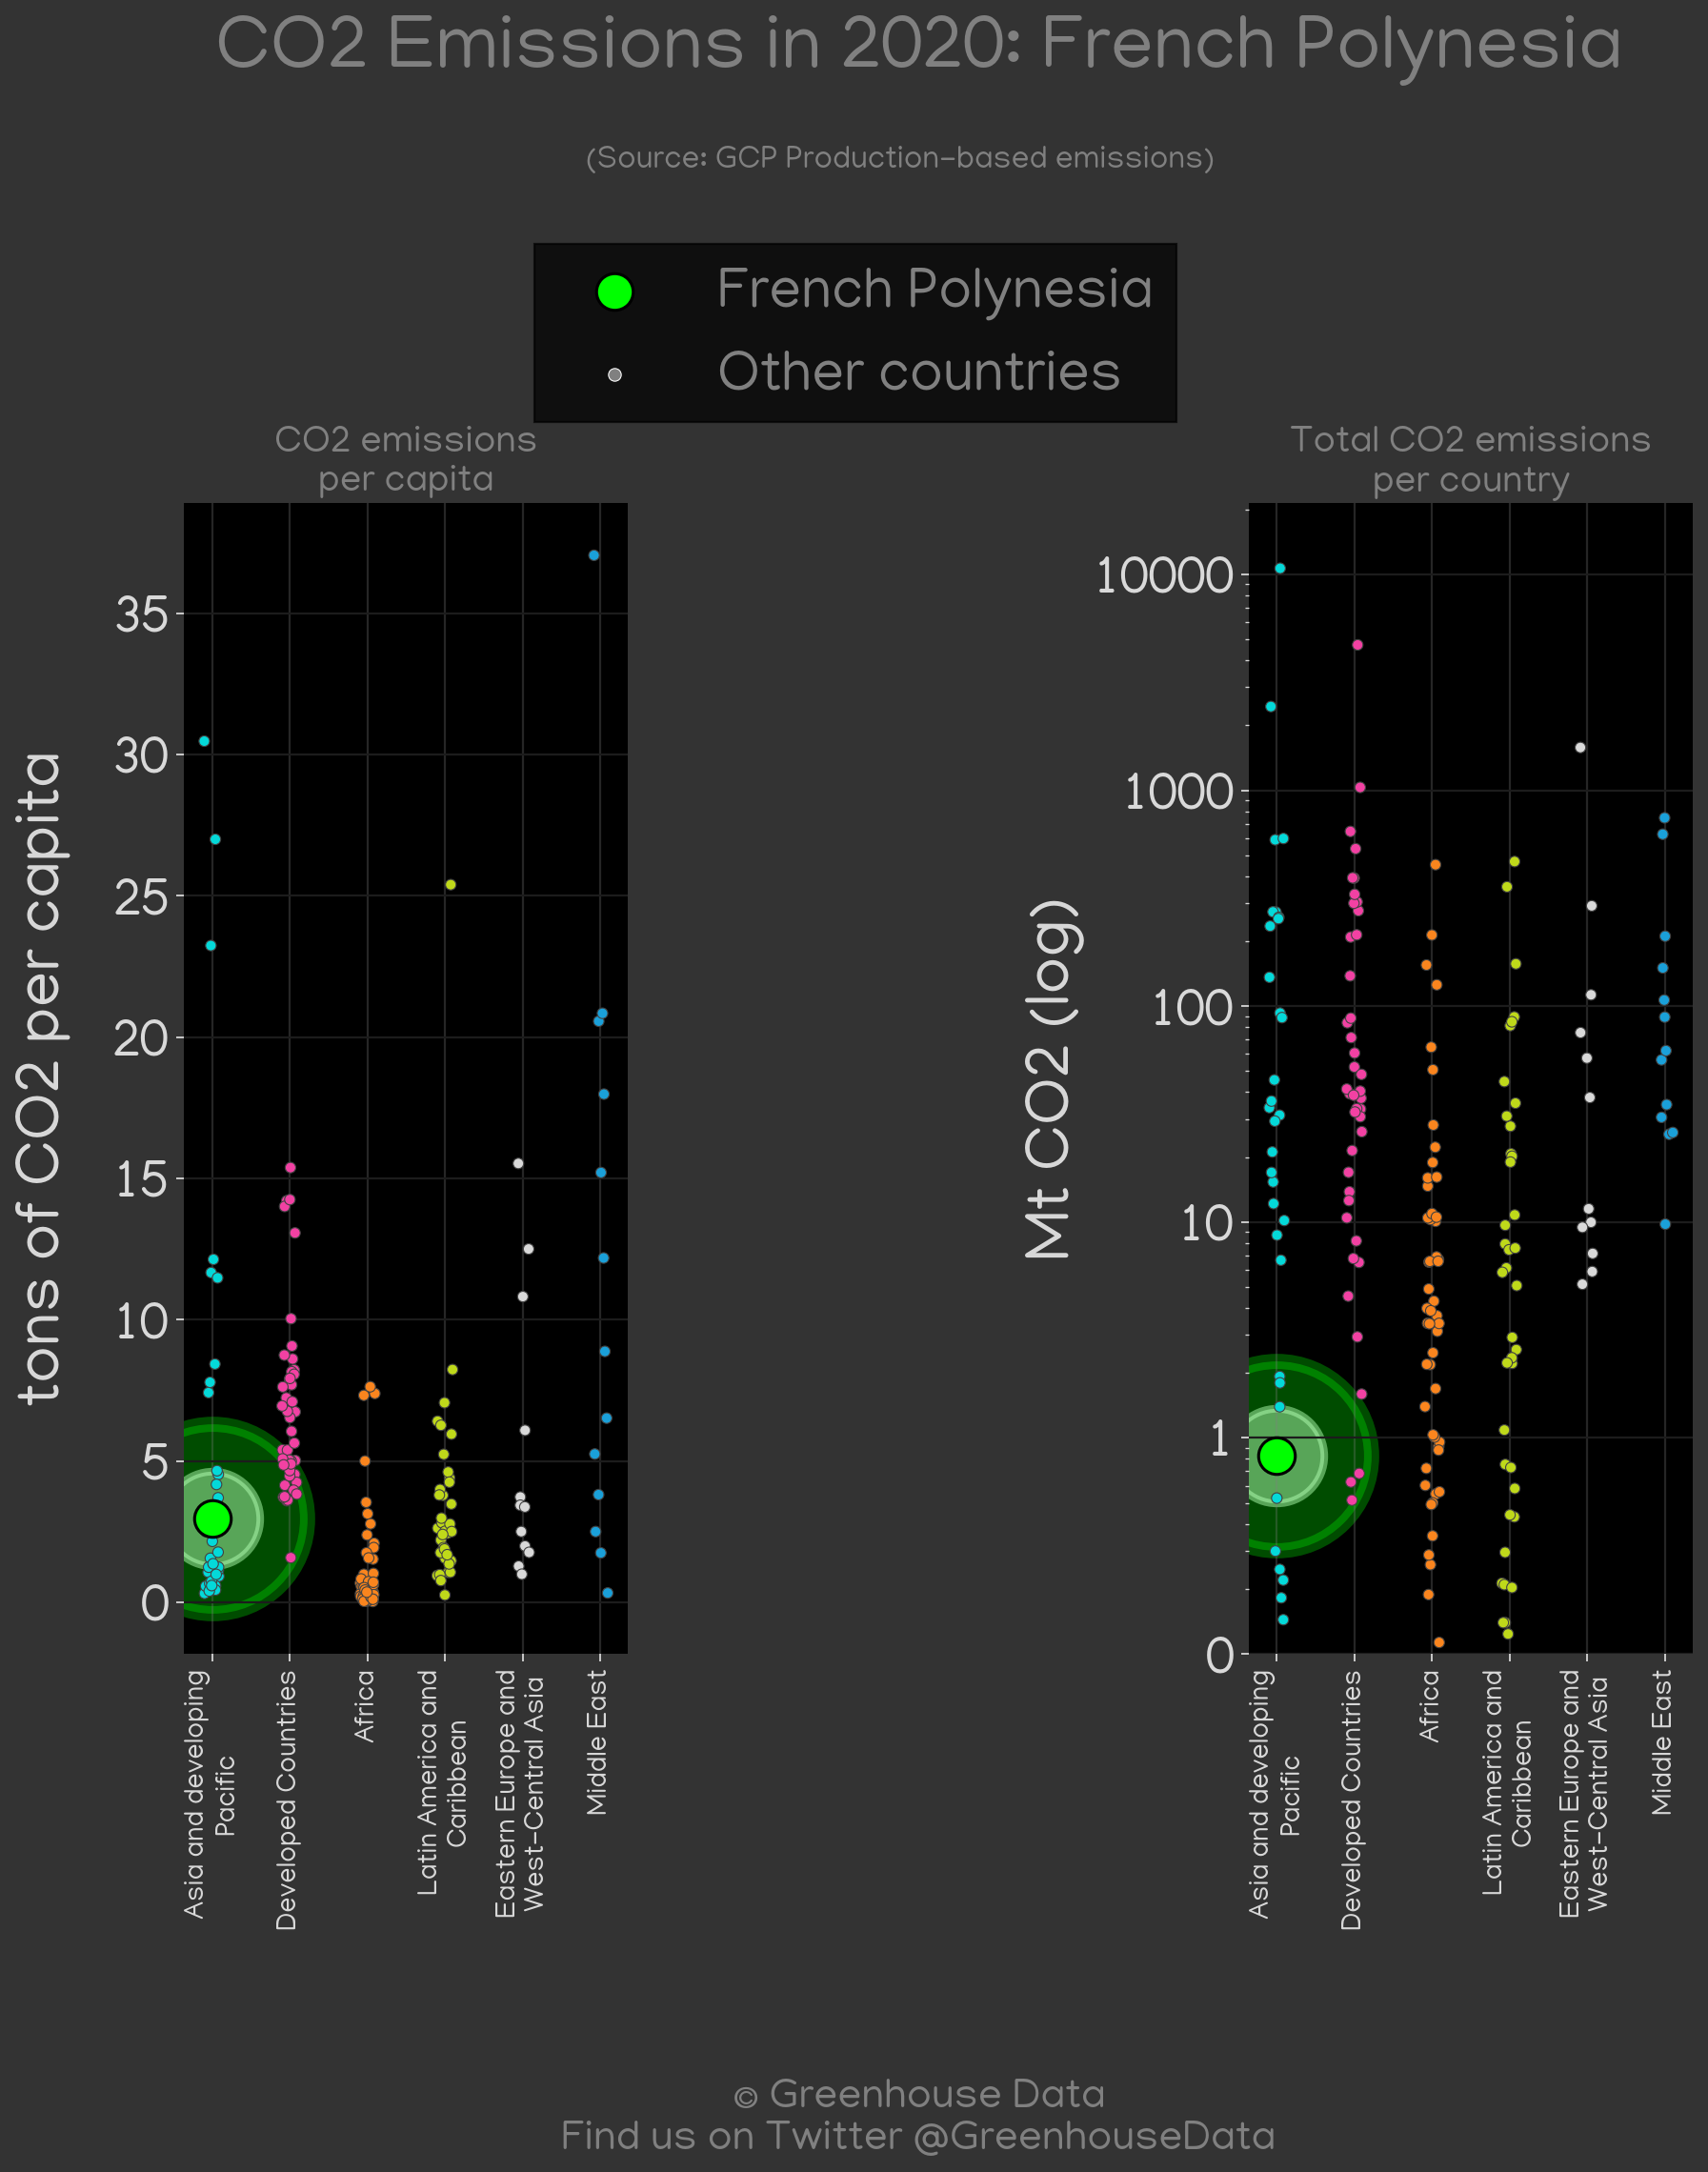 CO2 Emissions in 2020: French Polynesia
(Source: GCP Production-based emissions)
French Polynesia
Other countries
CO2 emissions
per capita
tons of CO2 per capita
35
30
25
20
15
10
5
0
Asia and developing
Pacific
Developed Countries
Africa
Latin America and
Caribbean
Eastern Europe and
West-Central Asia
Middle East
Total CO2 emissions
per country
Mt CO2 (log)
10000
1000
100
10
1
0
Asia and developing
Pacific
Developed Countries
Africa
Latin America and
Caribbean
Eastern Europe and
West-Central Asia
Middle East
© Greenhouse Data
Find us on Twitter @GreenhouseData